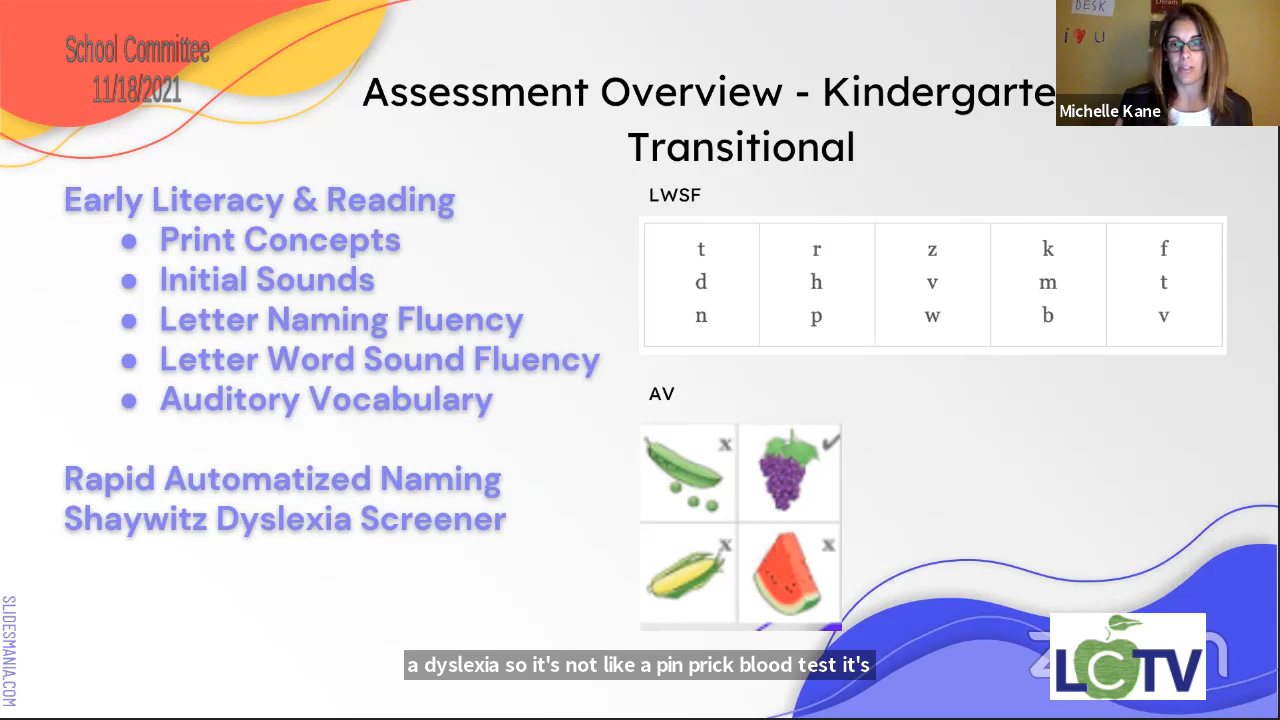 School Committee
11/18/2021
DESK
Dream
i ❤ U
Michelle Kane
Assessment Overview - Kindergarte
Transitional
Early Literacy & Reading
● Print Concepts
● Initial Sounds
● Letter Naming Fluency
● Letter Word Sound Fluency
● Auditory Vocabulary
Rapid Automatized Naming
Shaywitz Dyslexia Screener
LWSF
t r z k f
d h v m t
n p w b v
AV
x ✓
x x
SLIDESMANIA.COM
LCTV
a dyslexia so it's not like a pin prick blood test it's